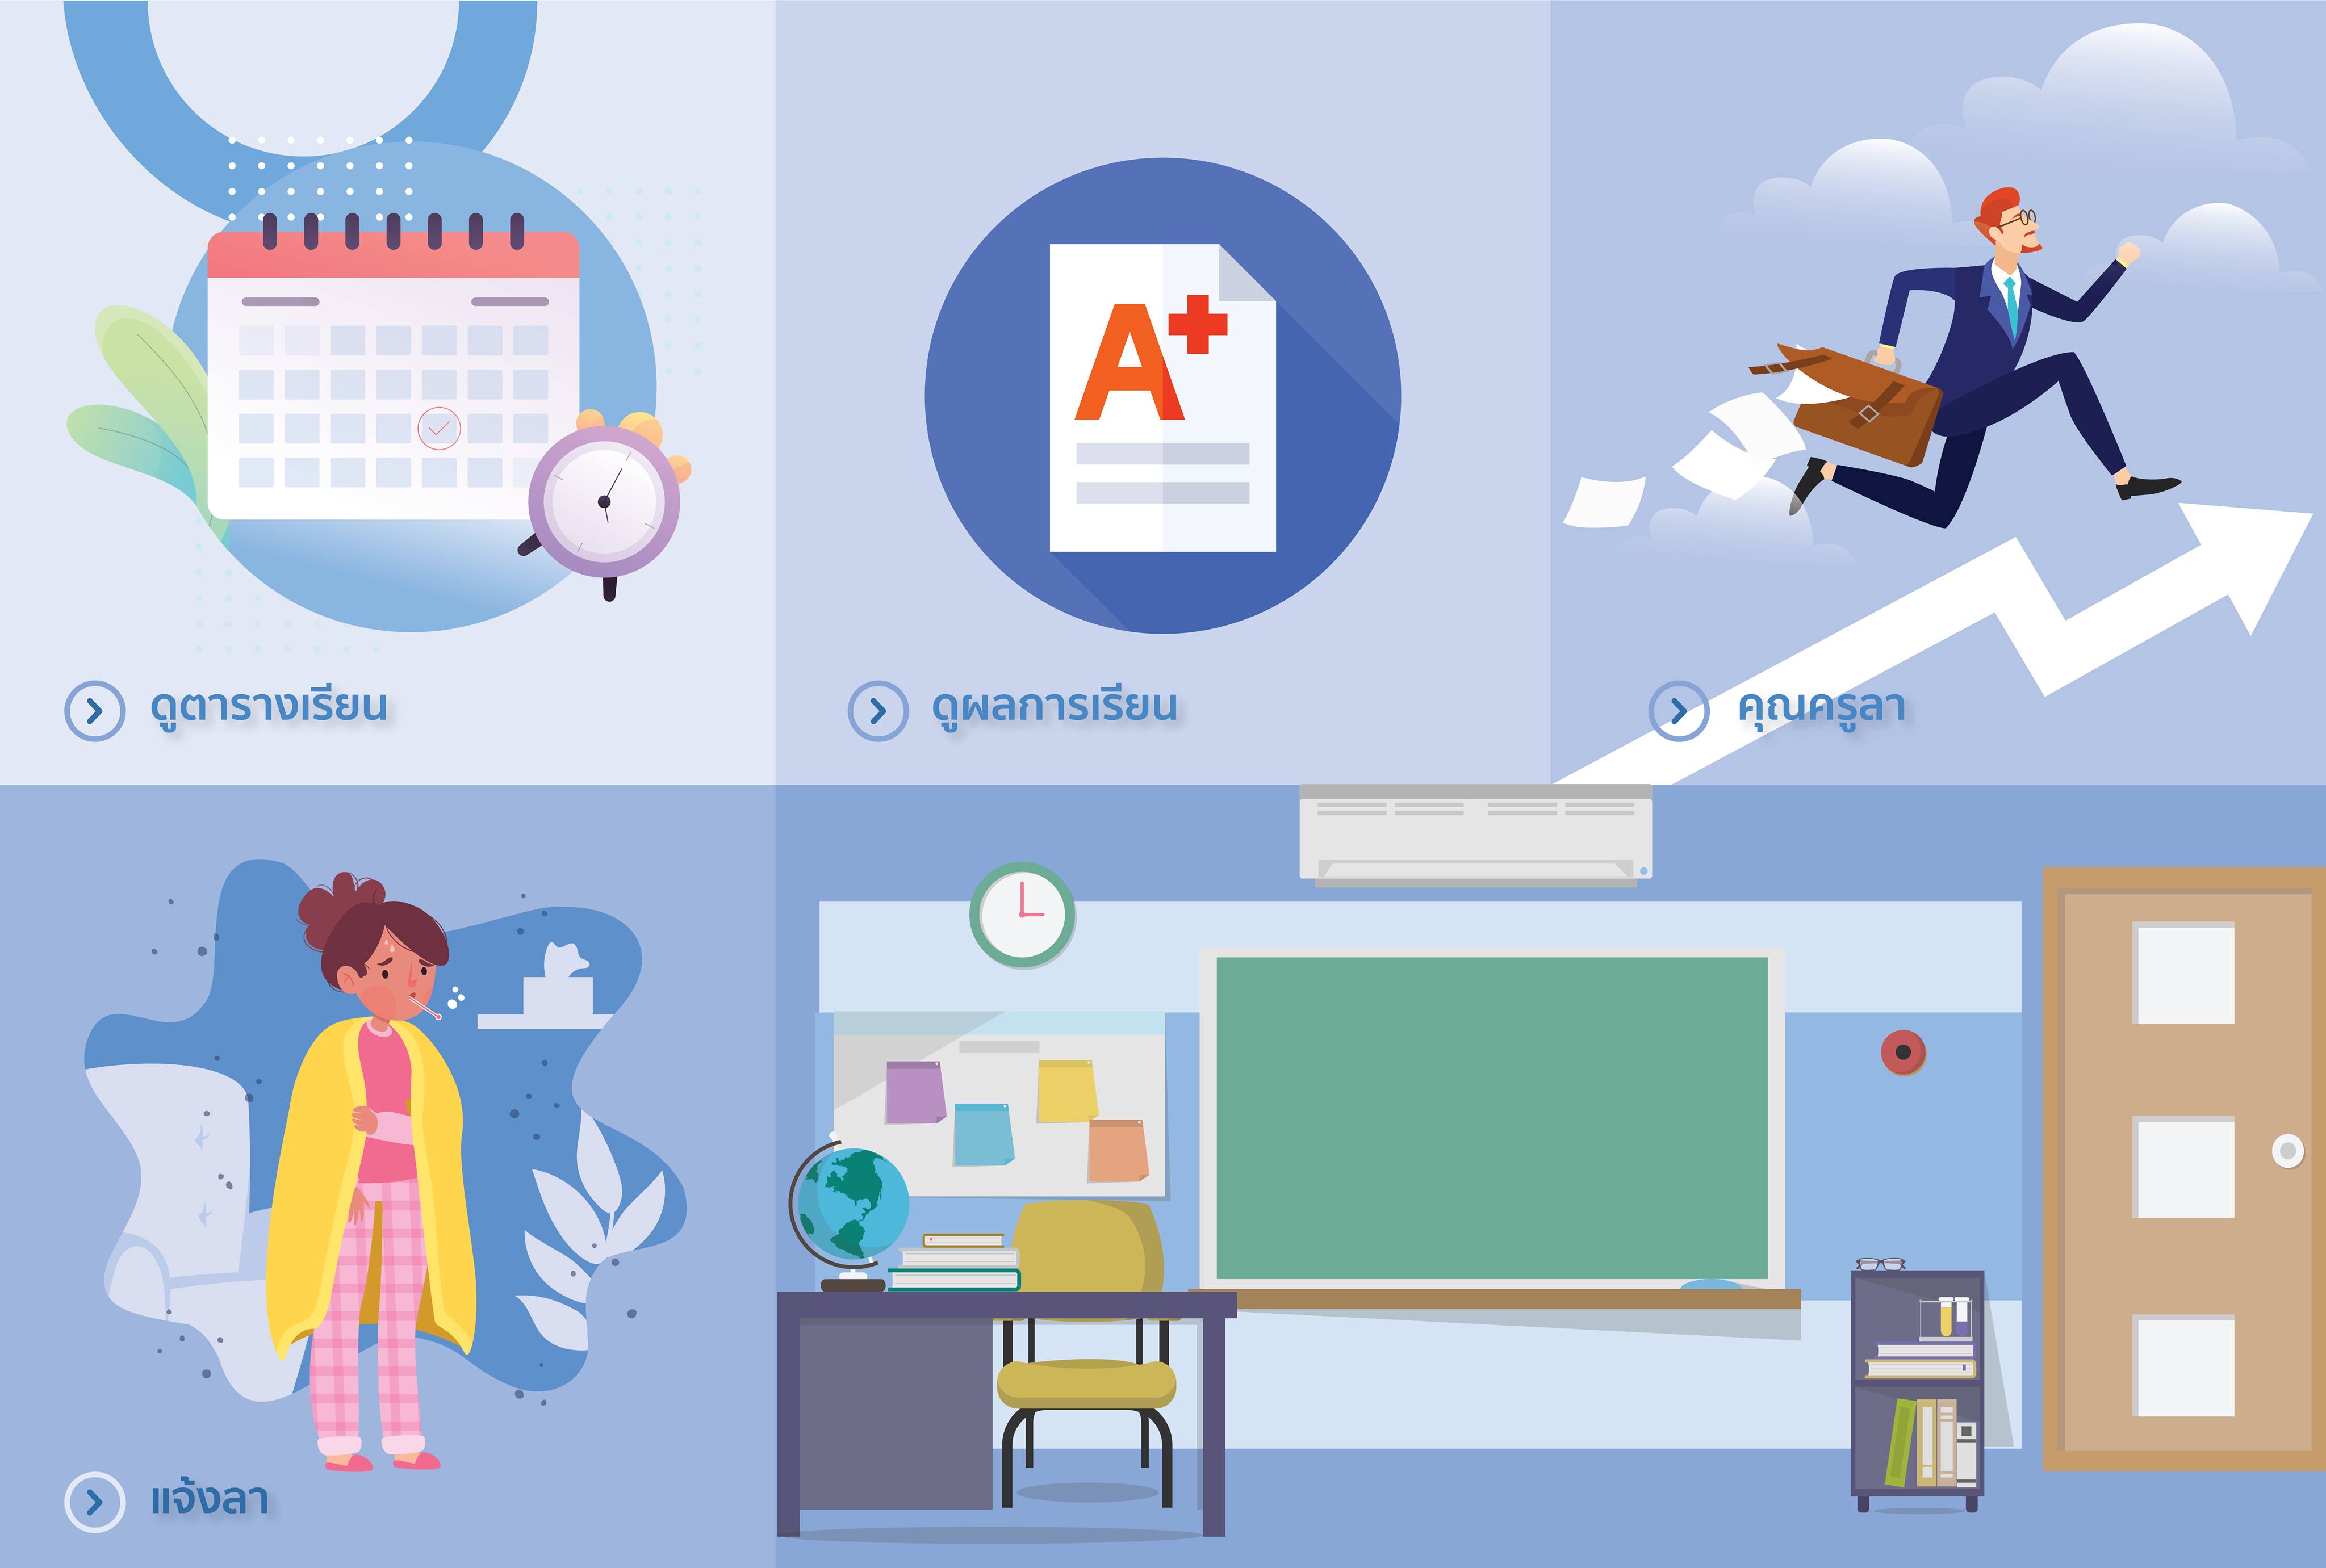 A+
ดูตารางเรียน
ดูผลการเรียน
คุณครูลา
แจ้งลา